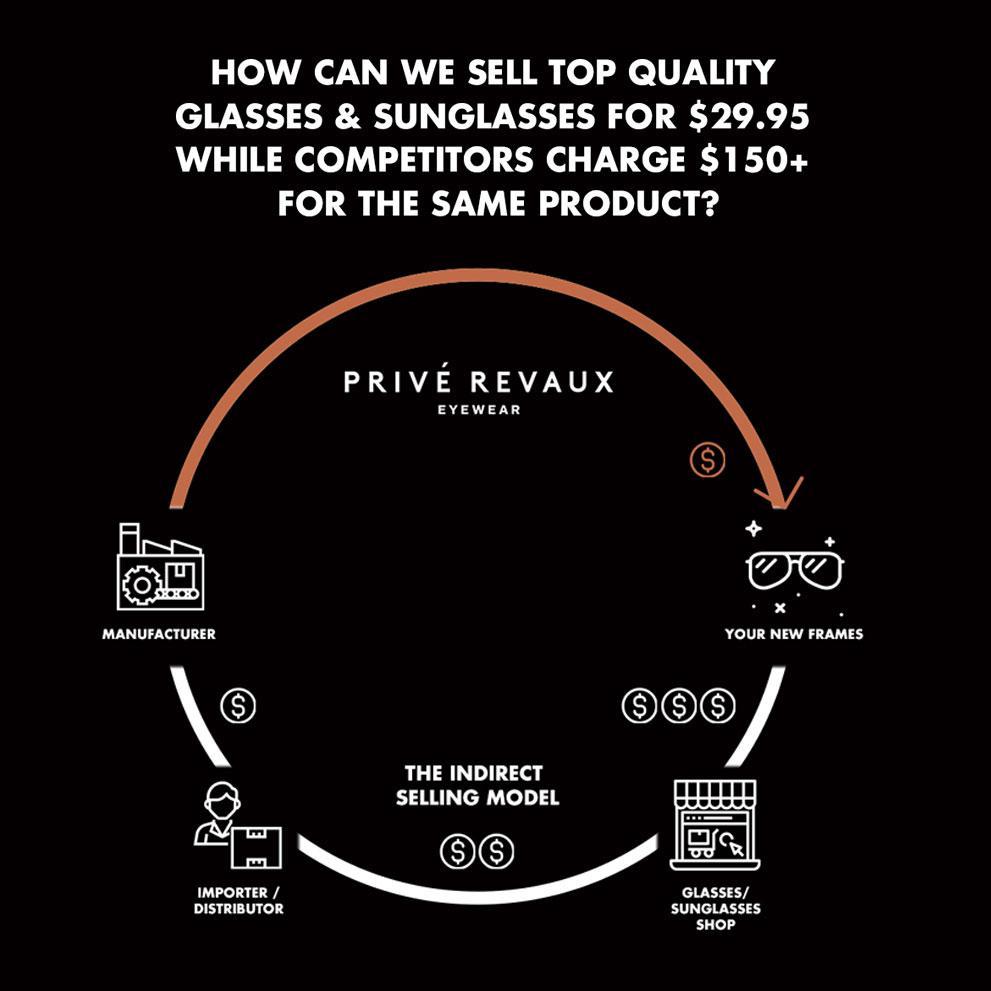 HOW CAN WE SELL TOP QUALITY
GLASSES & SUNGLASSES FOR $29.95
WHILE COMPETITORS CHARGE $150+
FOR THE SAME PRODUCT?
PRIVÉ REVAUX
EYEWEAR
$
MANUFACTURER
YOUR NEW FRAMES
$
$ $ $
THE INDIRECT
SELLING MODEL
$ $
IMPORTER /
DISTRIBUTOR
GLASSES/
SUNGLASSES
SHOP